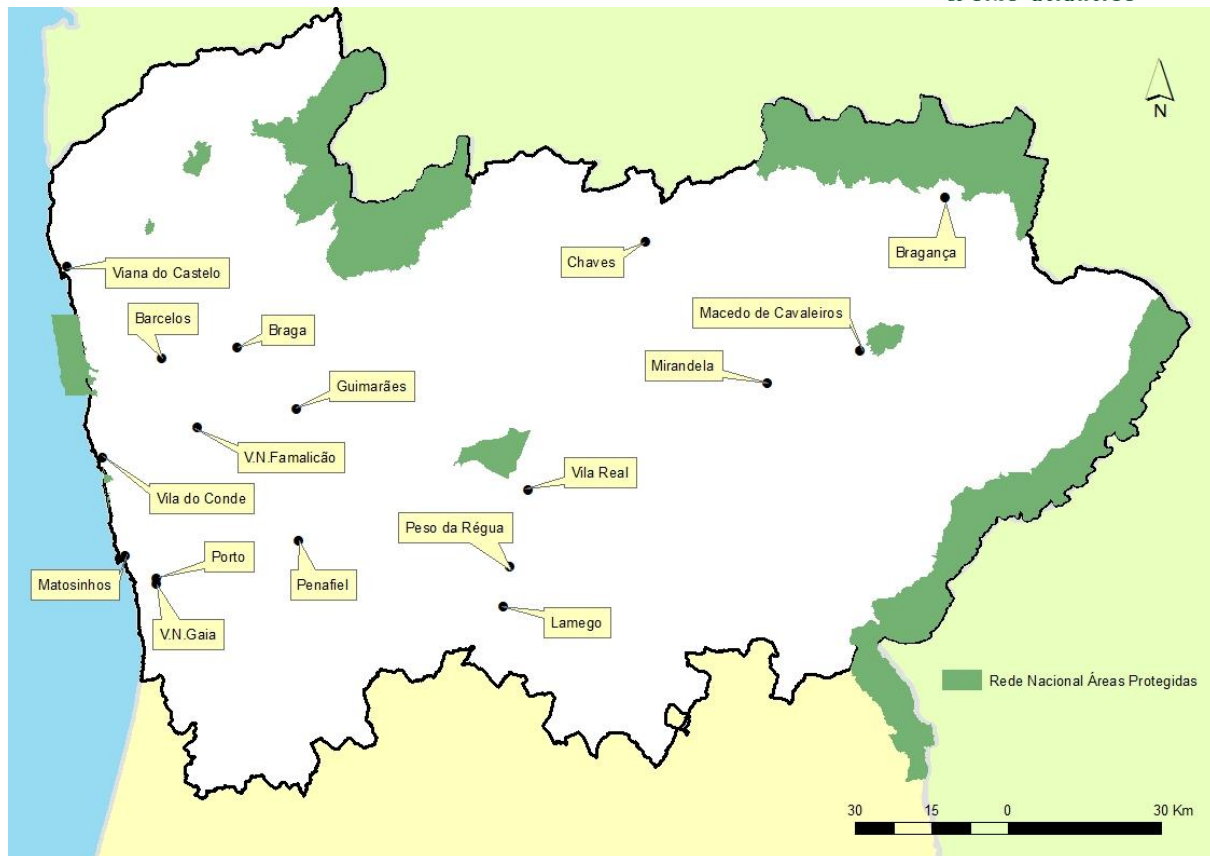 N
Chaves
Bragança
Viana do Castelo
Barcelos
Braga
Macedo de Cavaleiros
Mirandela
Guimarães
V.N.Famalicão
Vila Real
Vila do Conde
Peso da Régua
Porto
Matosinhos
Penafiel
V.N.Gaia
Lamego
Rede Nacional Áreas Protegidas
30 15 0 30 Km